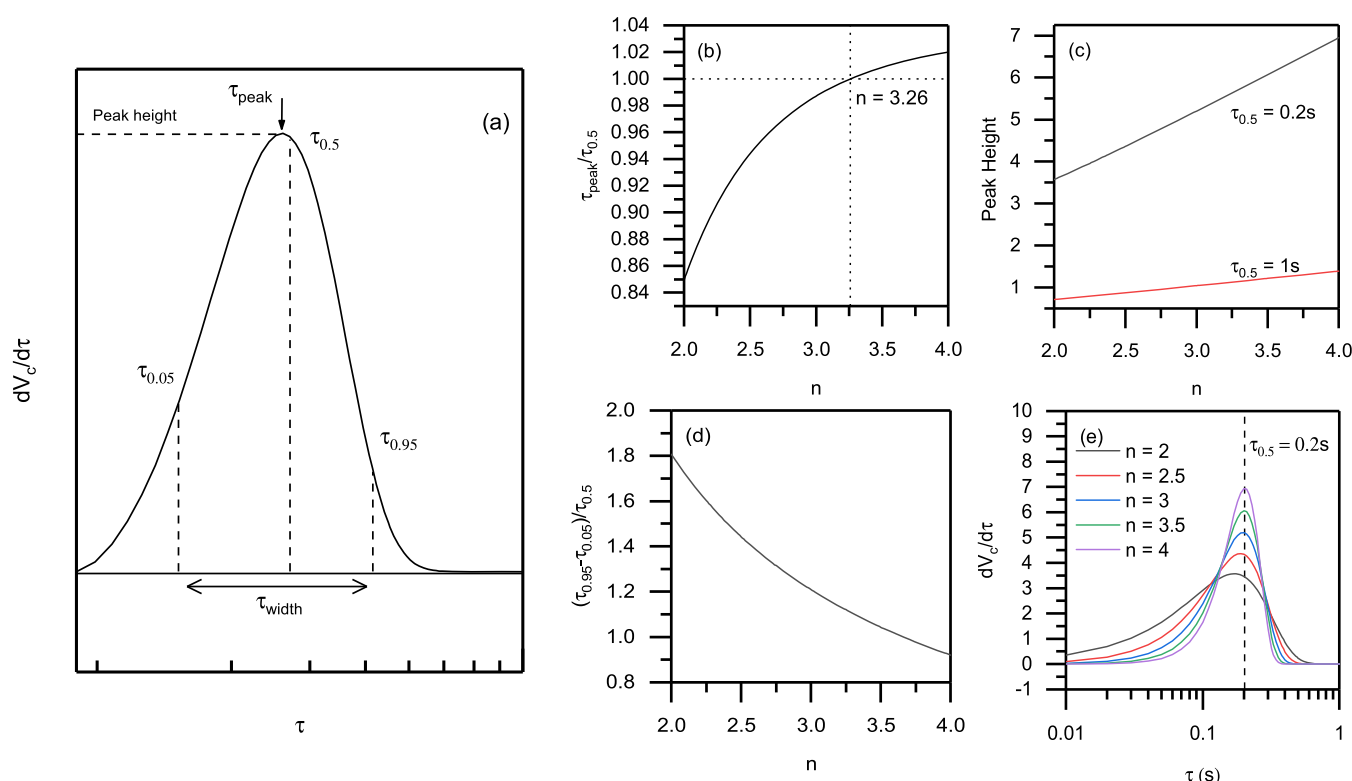 (a)
τpeak
Peak height
τ0.5
τ0.05
τ0.95
τwidth
dVc/dτ
τ
(b)
1.04
1.02
1.00
0.98
0.96
0.94
0.92
0.90
0.88
0.86
0.84
n = 3.26
τpeak/τ0.5
2.0 2.5 3.0 3.5 4.0
n
(c)
7
6
5
4
3
2
1
τ0.5 = 0.2s
τ0.5 = 1s
Peak Height
2.0 2.5 3.0 3.5 4.0
n
(d)
2.0
1.8
1.6
1.4
1.2
1.0
0.8
(τ0.95-τ0.05)/τ0.5
2.0 2.5 3.0 3.5 4.0
n
(e)
10
9
8
7
6
5
4
3
2
1
0
-1
τ0.5 = 0.2s
n = 2
n = 2.5
n = 3
n = 3.5
n = 4
dVc/dτ
0.01 0.1 1
τ (s)